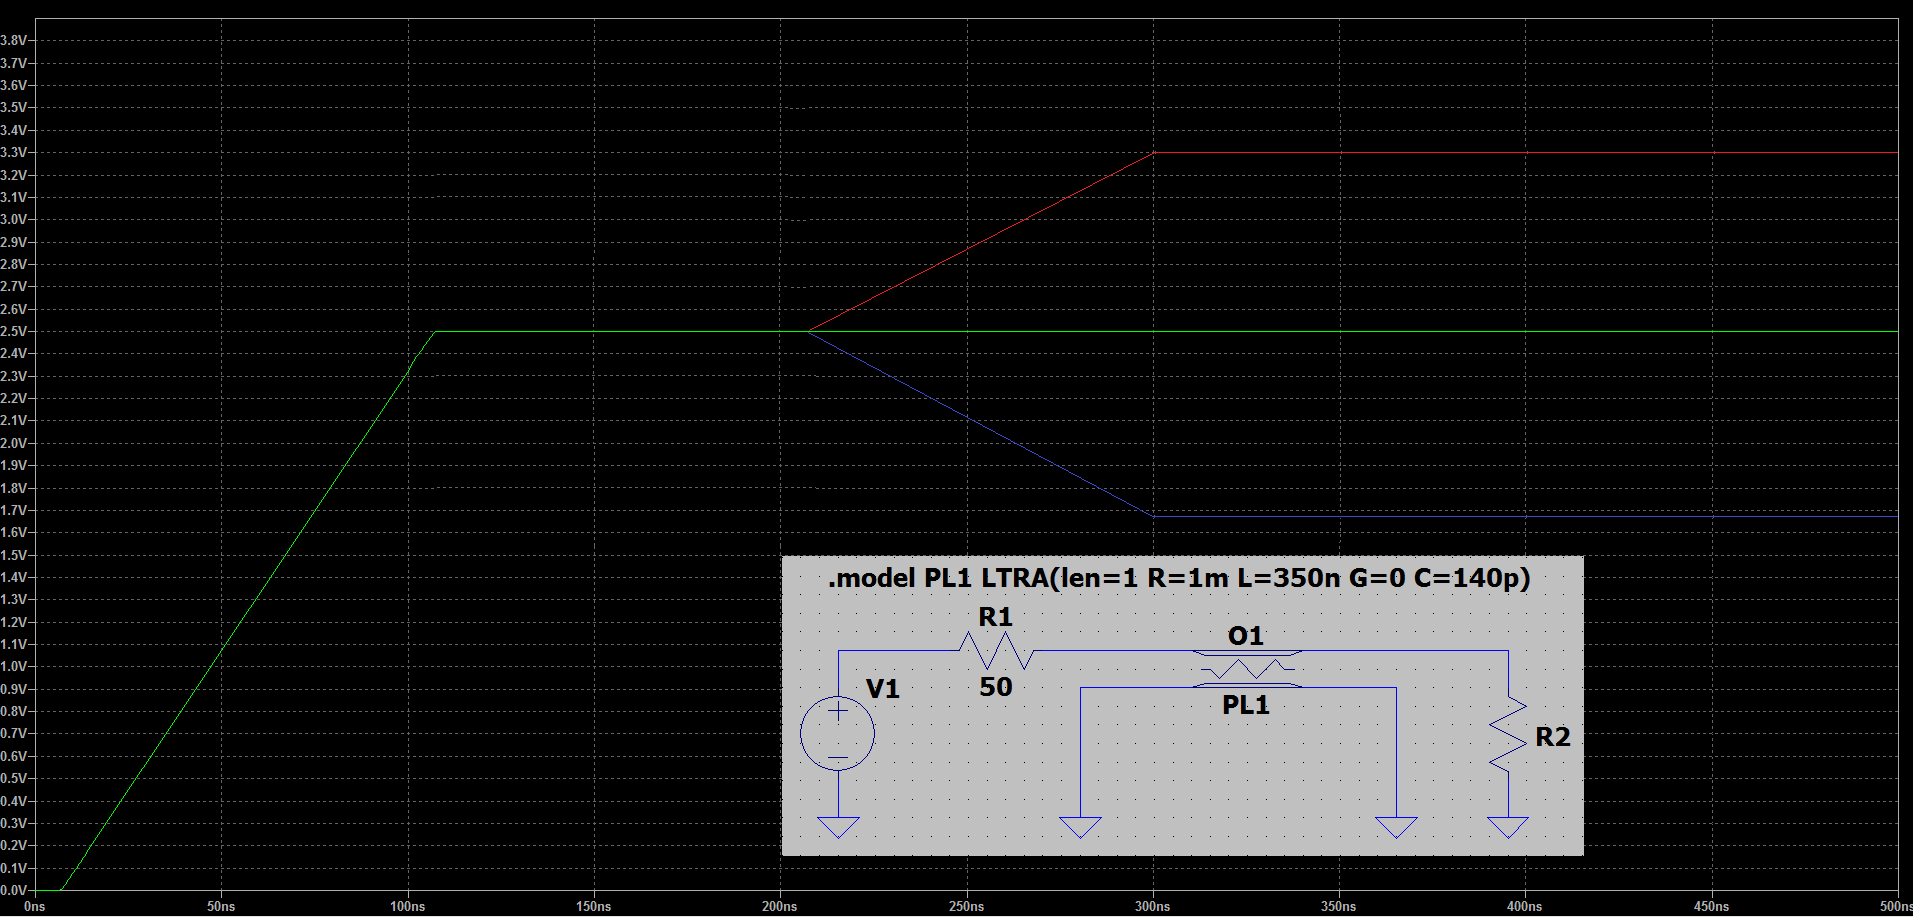 3.8V
3.7V
3.6V
3.5V
3.4V
3.3V
3.2V
3.1V
3.0V
2.9V
2.8V
2.7V
2.6V
2.5V
2.4V
2.3V
2.2V
2.1V
2.0V
1.9V
1.8V
1.7V
1.6V
1.5V
1.4V
1.3V
1.2V
1.1V
1.0V
0.9V
0.8V
0.7V
0.6V
0.5V
0.4V
0.3V
0.2V
0.1V
0.0V
0ns 50ns 100ns 150ns 200ns 250ns 300ns 350ns 400ns 450ns 500ns
.model PL1 LTRA(len=1 R=1m L=350n G=0 C=140p)
R1
O1
V1
50
PL1
R2